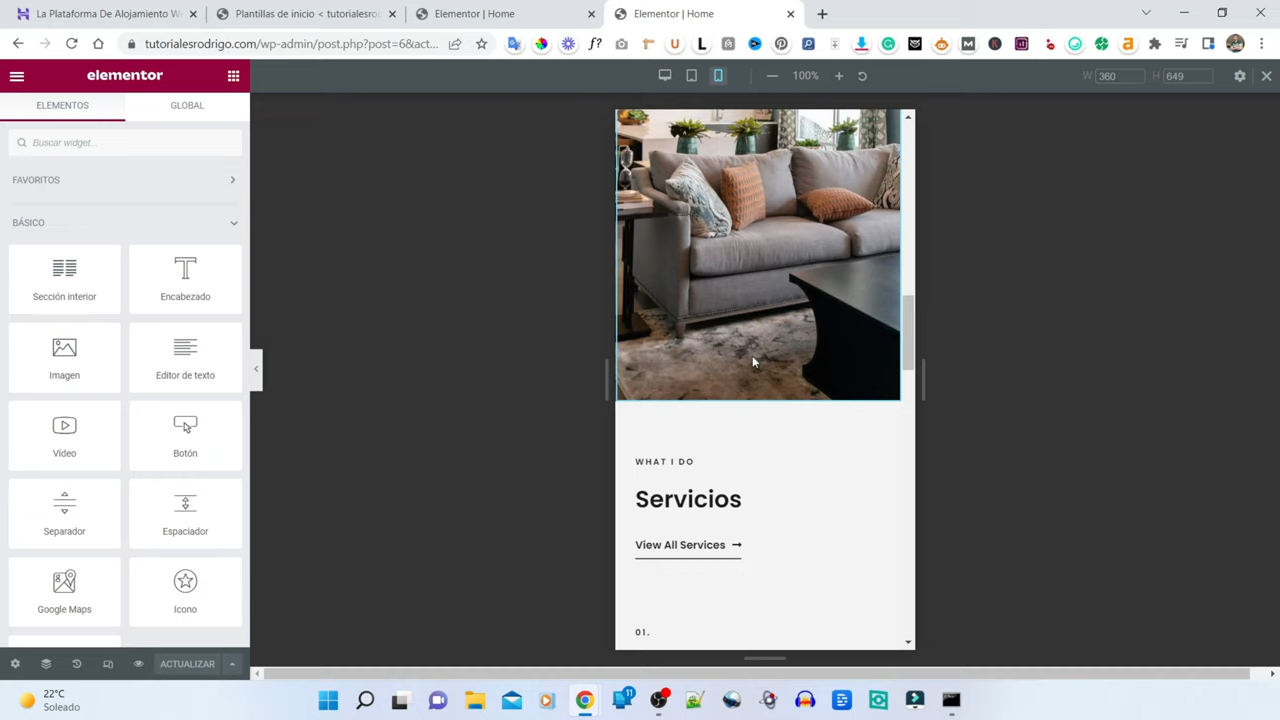 La Plataforma De Alojamiento W
Plantillas de inicio < tutorialesrod
Elementor | Home
Elementor | Home
tutorialesrodrigo.com/wp-admin/post.php?post=6&act...
elementor
100%
W 360
H 649
ELEMENTOS
GLOBAL
Buscar widget...
FAVORITOS
BÁSICO
Sección interior
Encabezado
Imagen
Editor de texto
Vídeo
Botón
Separador
Espaciador
Google Maps
Icono
ACTUALIZAR
WHAT I DO
Servicios
View All Services →
01.
22°C
Soleado
11